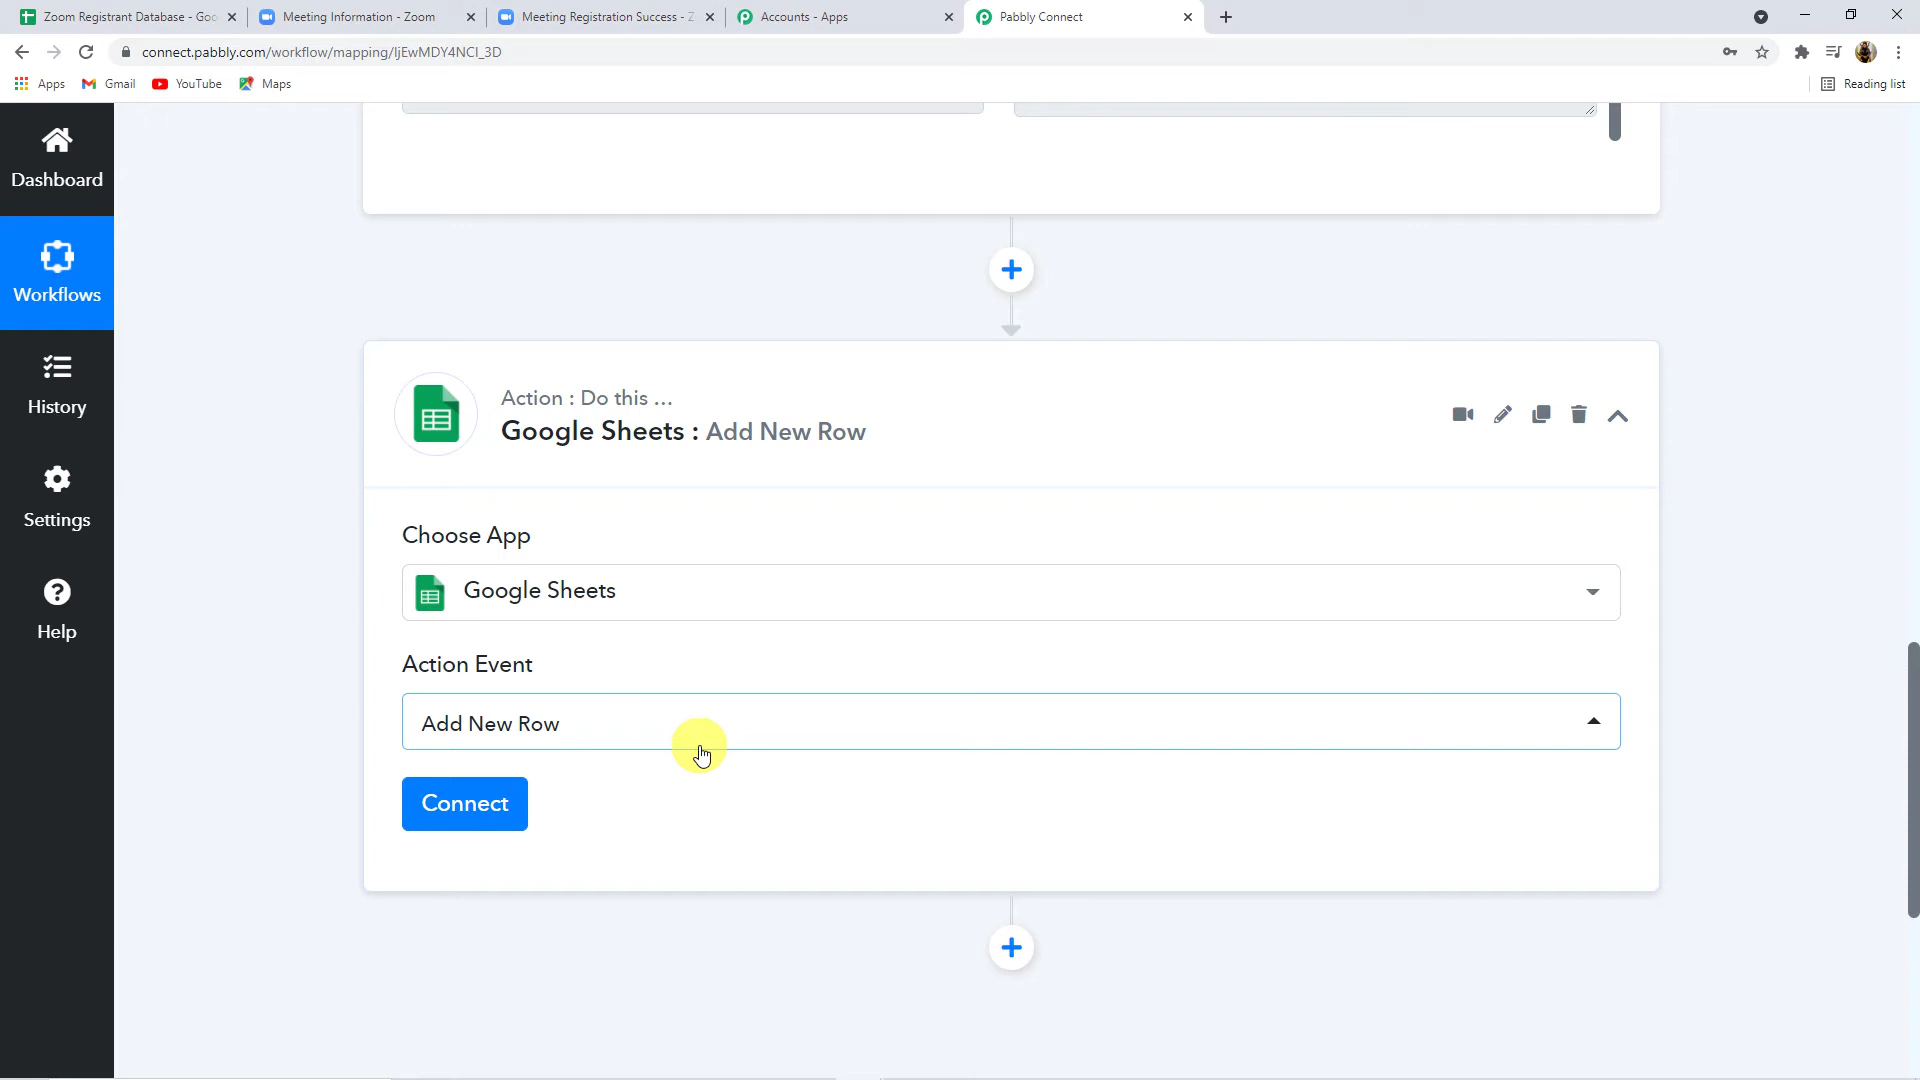 Zoom Registrant Database - Goo
Meeting Information - Zoom
Meeting Registration Success - Z
Accounts - Apps
Pabbly Connect
connect.pabbly.com/workflow/mapping/IjEwMDY4NCI_3D
Apps
Gmail
YouTube
Maps
Reading list
Dashboard
Workflows
History
Settings
Help
Action : Do this ...
Google Sheets : Add New Row
Choose App
Google Sheets
Action Event
Add New Row
Connect